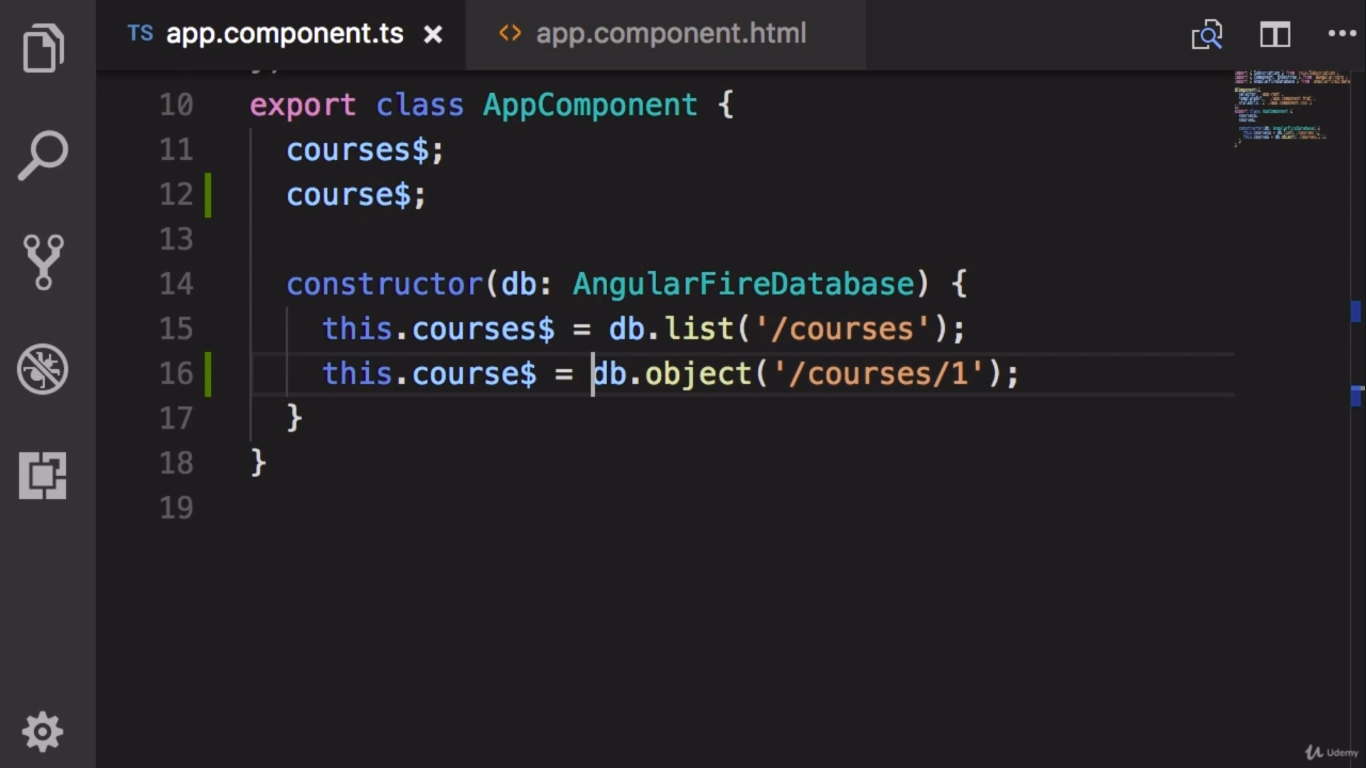 TS app.component.ts × <> app.component.html
10 export class AppComponent {
11 courses$;
12 course$;
13
14 constructor(db: AngularFireDatabase) {
15 this.courses$ = db.list('/courses');
16 this.course$ = db.object('/courses/1');
17 }
18 }
19
Udemy